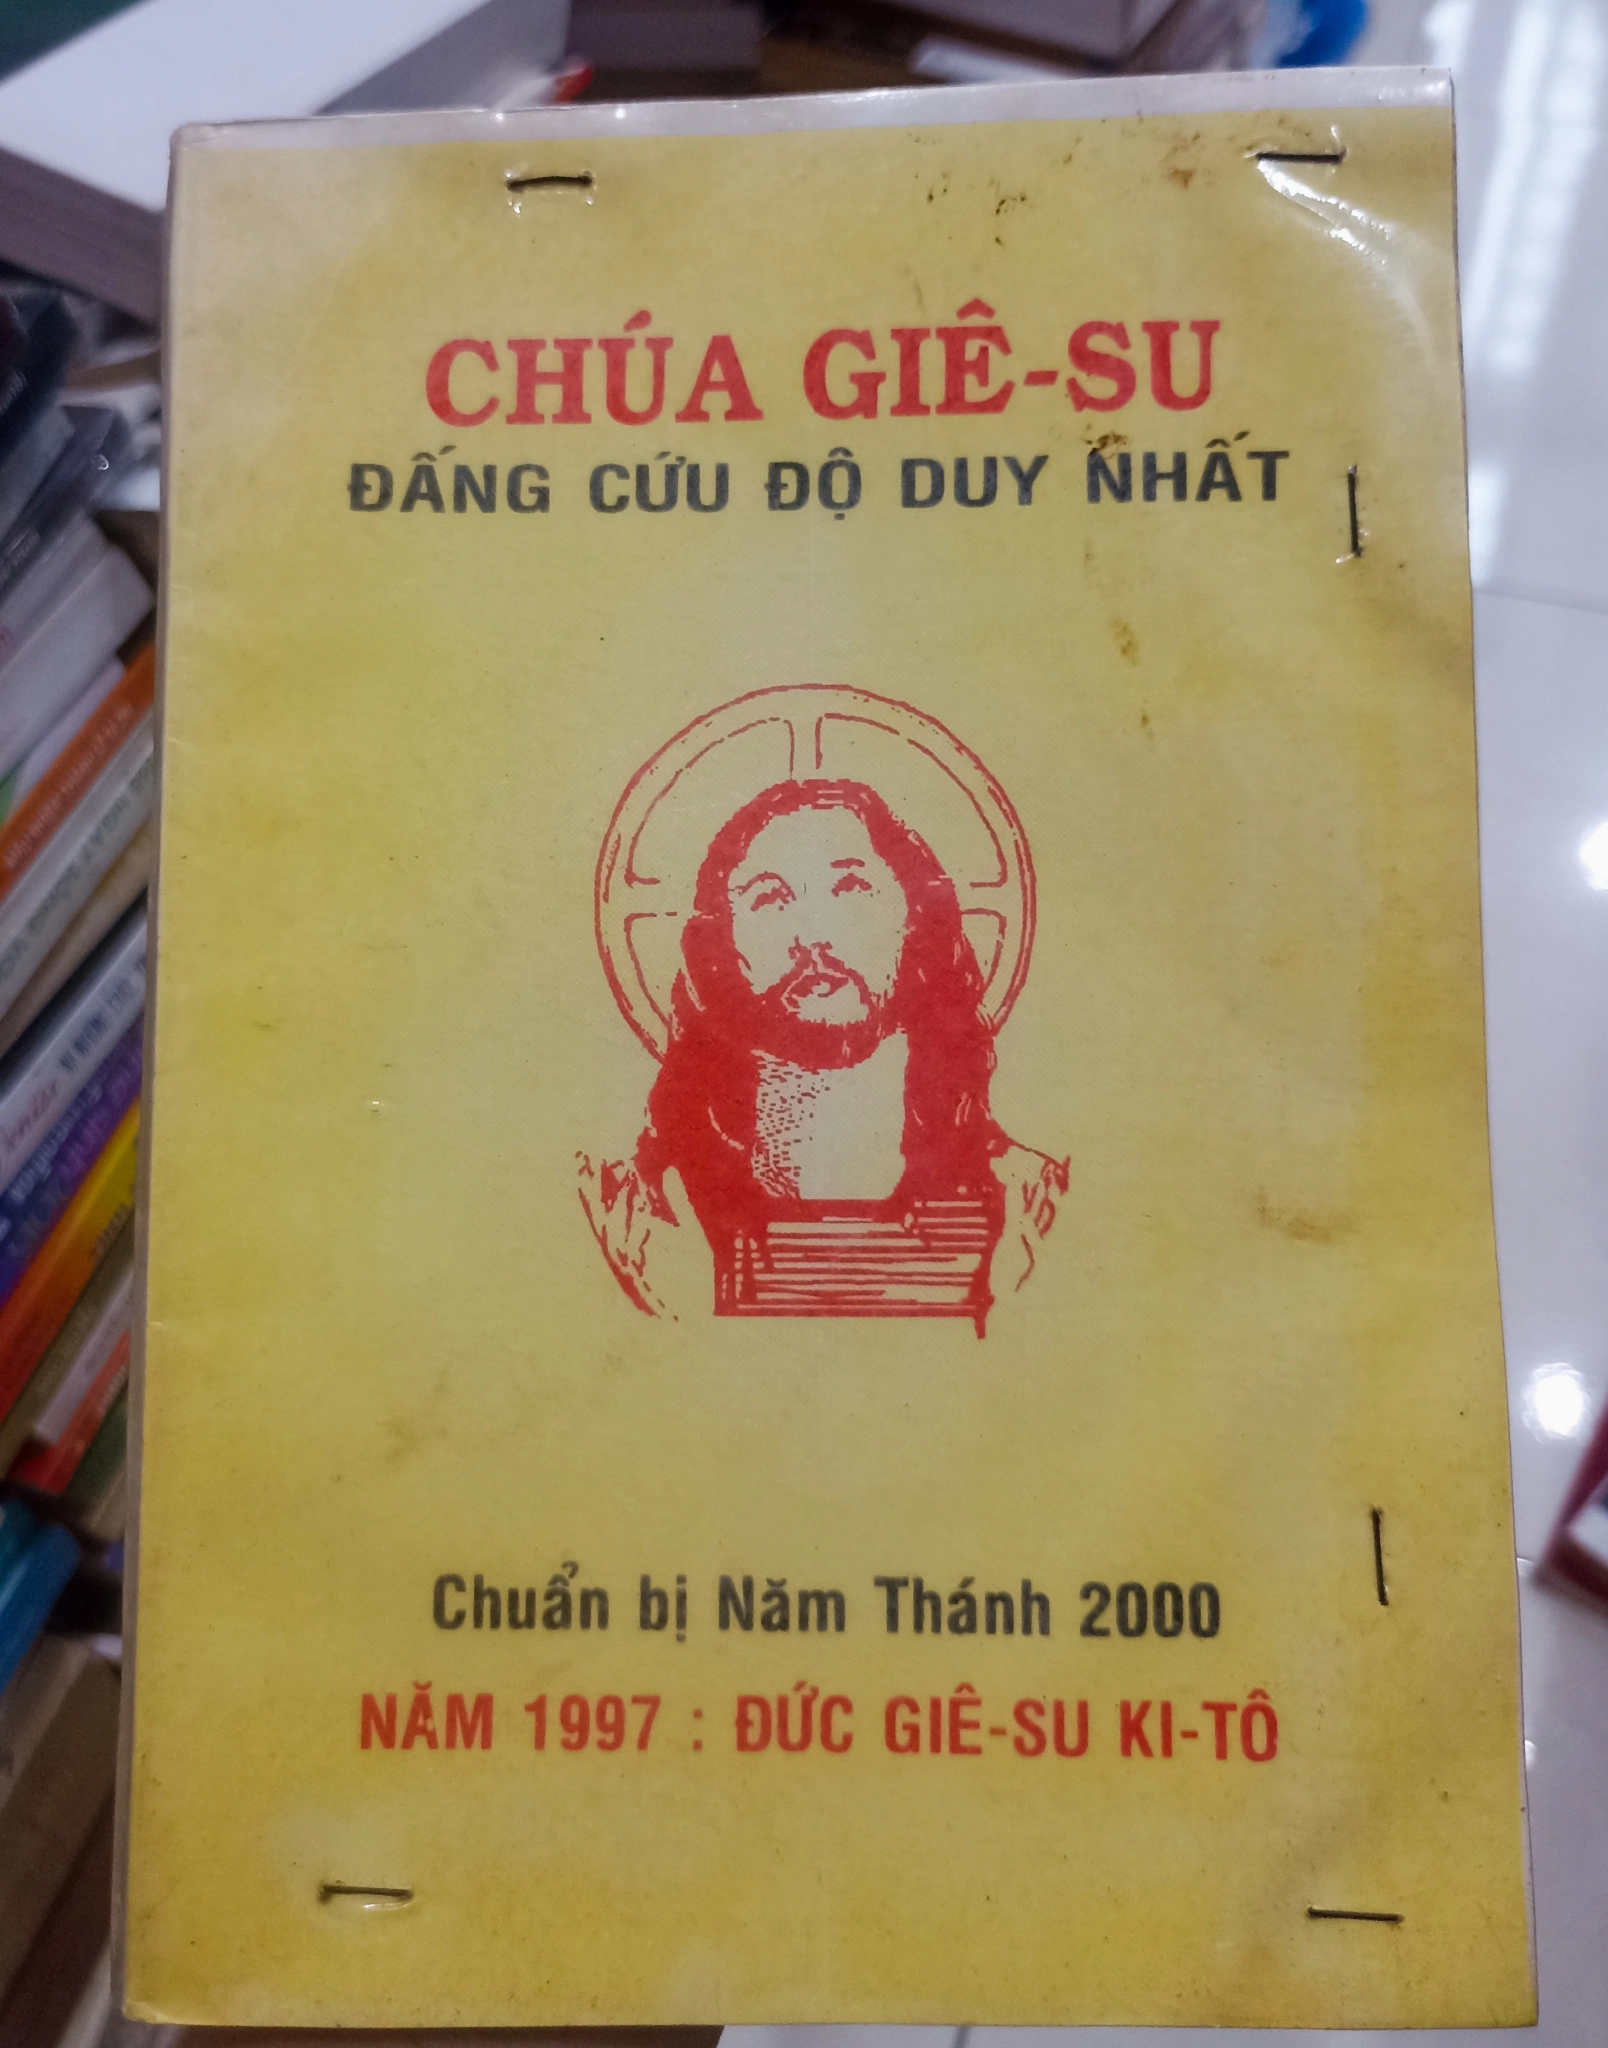 CHÚA GIÊ-SU
ĐẤNG CỨU ĐỘ DUY NHẤT
Chuẩn bị Năm Thánh 2000
NĂM 1997 : ĐỨC GIÊ-SU KI-TÔ